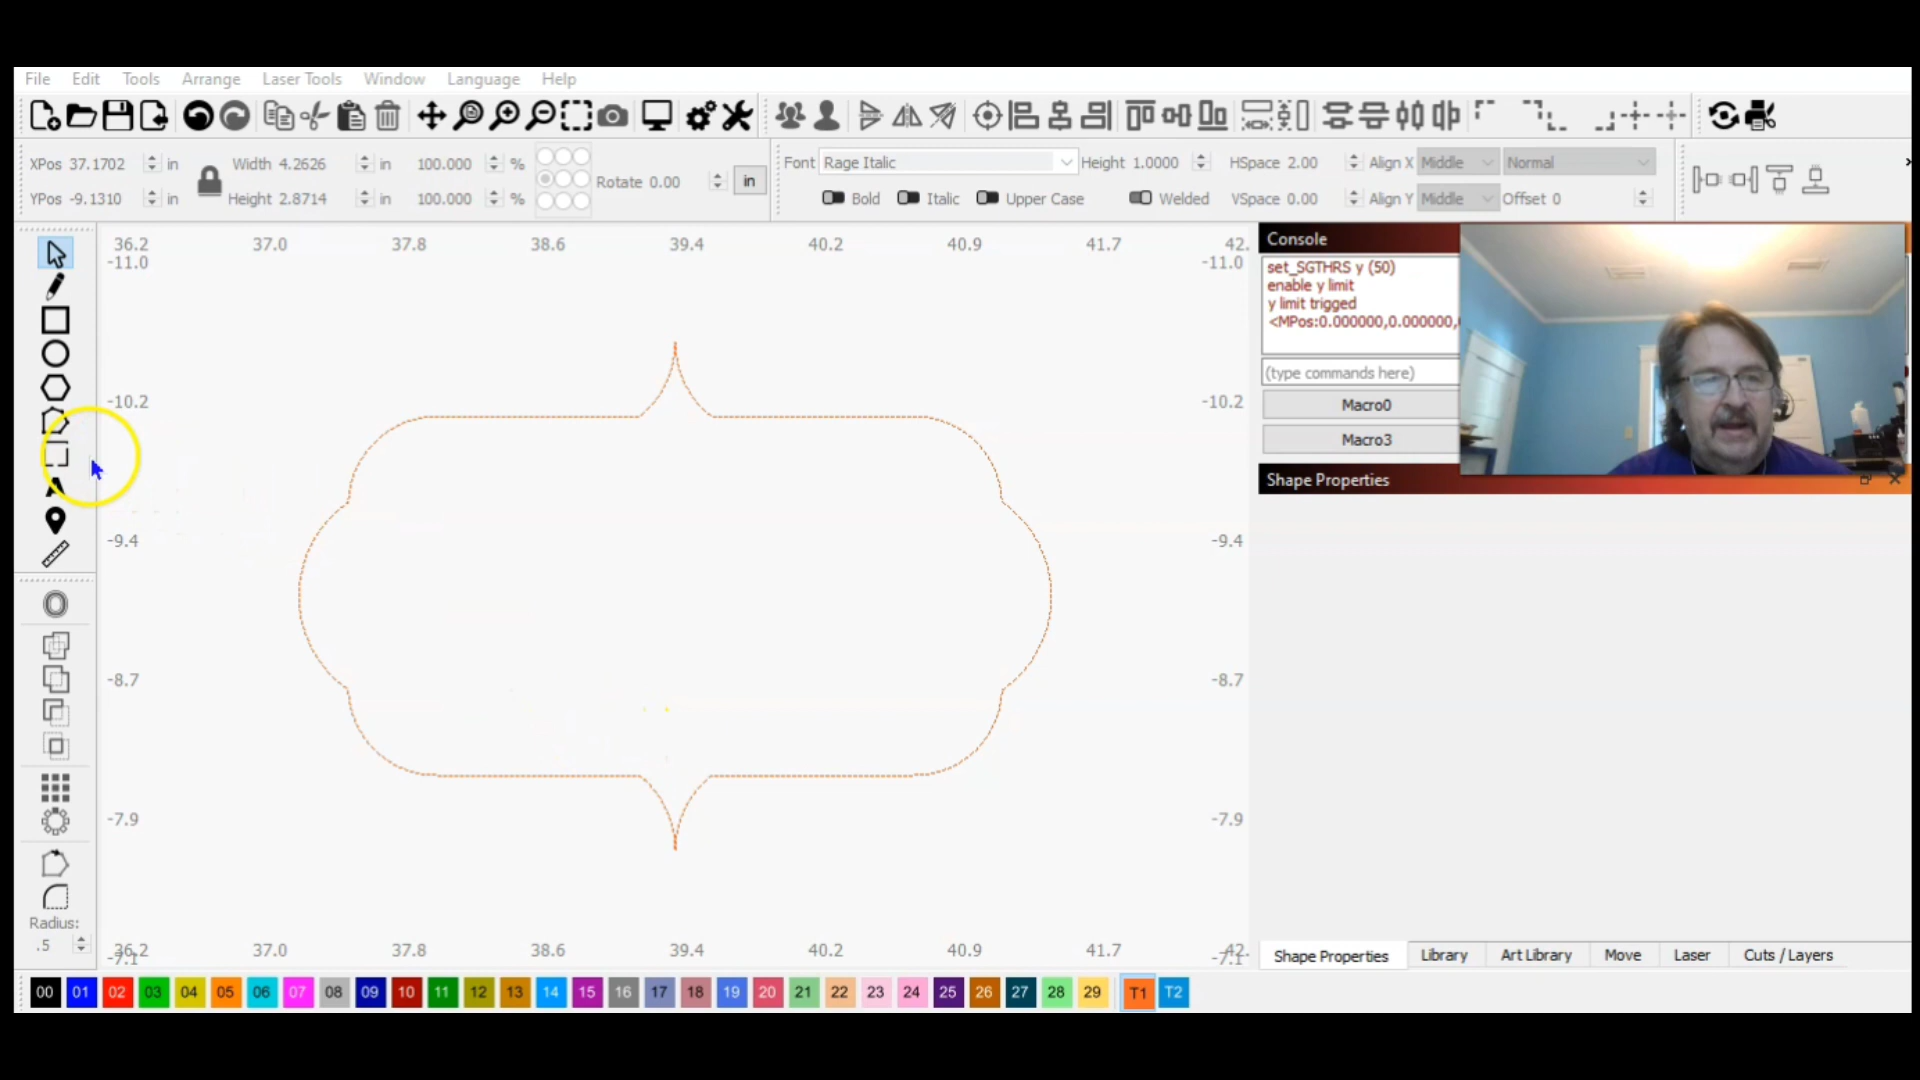 File Edit Tools Arrange Laser Tools Window Language Help
XPos 37.1702 in Width 4.2626 in 100.000 % Rotate 0.00 in Font Rage Italic Height 1.0000 HSpace 2.00 Align X Middle Normal
YPos -9.1310 in Height 2.8714 in 100.000 % Bold Italic Upper Case Welded VSpace 0.00 Align Y Middle Offset 0
36.2 37.0 37.8 38.6 39.4 40.2 40.9 41.7 42.
-11.0 -11.0
-10.2 -10.2
-9.4 -9.4
-8.7 -8.7
-7.9 -7.9
36.2 37.0 37.8 38.6 39.4 40.2 40.9 41.7 -42.
-7.1 -7.1
Radius:
.5
Console
set_SGTHRS y (50)
enable y limit
y limit trigged
<MPos:0.000000,0.000000,
(type commands here)
Macro0
Macro3
Shape Properties
Shape Properties Library Art Library Move Laser Cuts / Layers
00 01 02 03 04 05 06 07 08 09 10 11 12 13 14 15 16 17 18 19 20 21 22 23 24 25 26 27 28 29 T1 T2